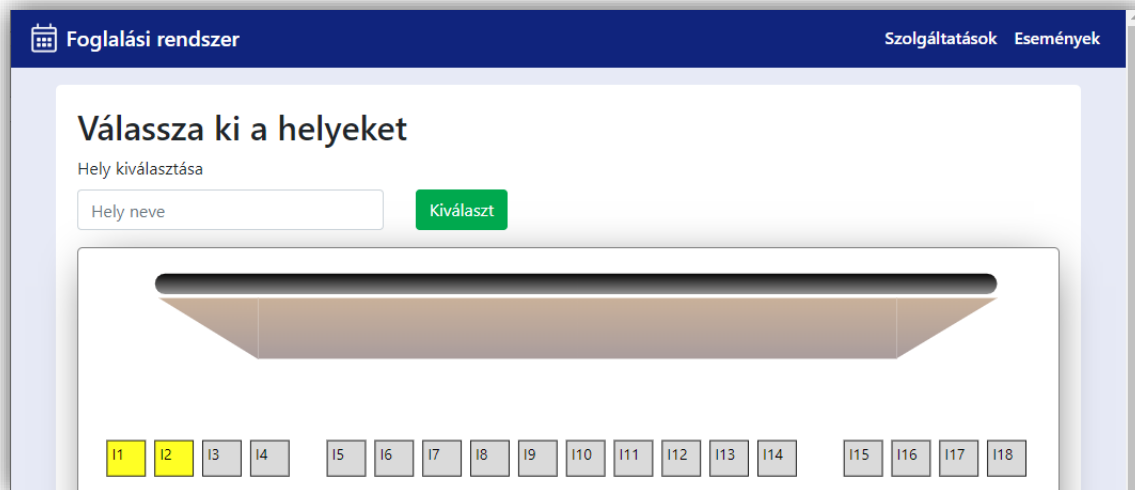 Foglalási rendszer
Szolgáltatások Események
Válassza ki a helyeket
Hely kiválasztása
Hely neve
Kiválaszt
I1 I2 I3 I4 I5 I6 I7 I8 I9 I10 I11 I12 I13 I14 I15 I16 I17 I18